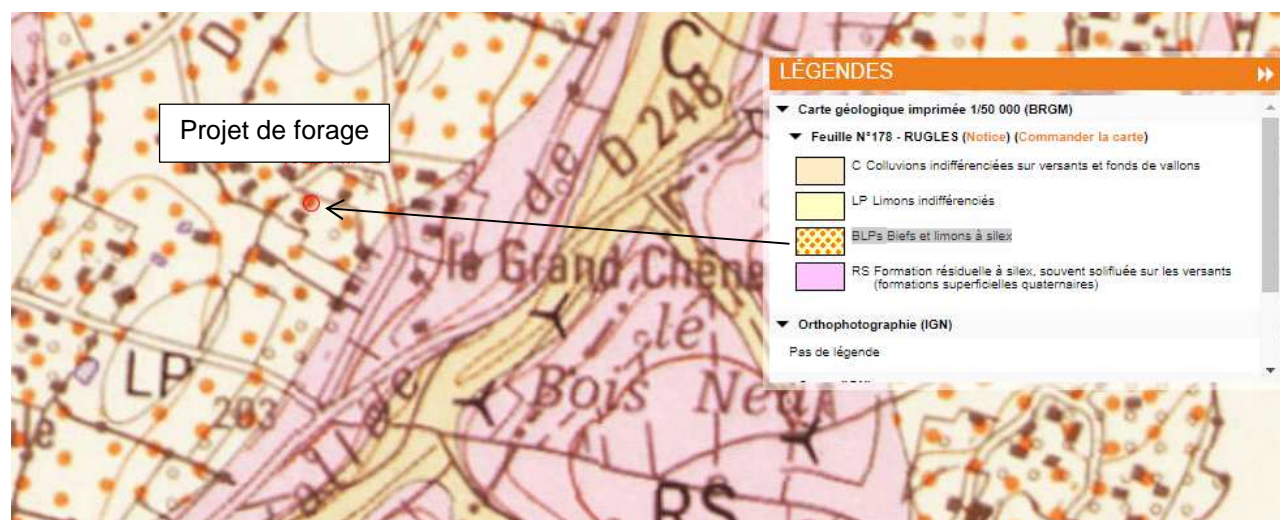 D
C
D 248
Projet de forage
de
le Grand Chêne
lé
LP
203
Bois Neuf
RS
LÉGENDES
Carte géologique imprimée 1/50 000 (BRGM)
Feuille N°178 - RUGLES (Notice) (Commander la carte)
C Colluvions indifférenciées sur versants et fonds de vallons
LP Limons indifférenciés
BLPs Biefs et limons à silex
RS Formation résiduelle à silex, souvent soliflluée sur les versants
(formations superficielles quaternaires)
Orthophotographie (IGN)
Pas de légende